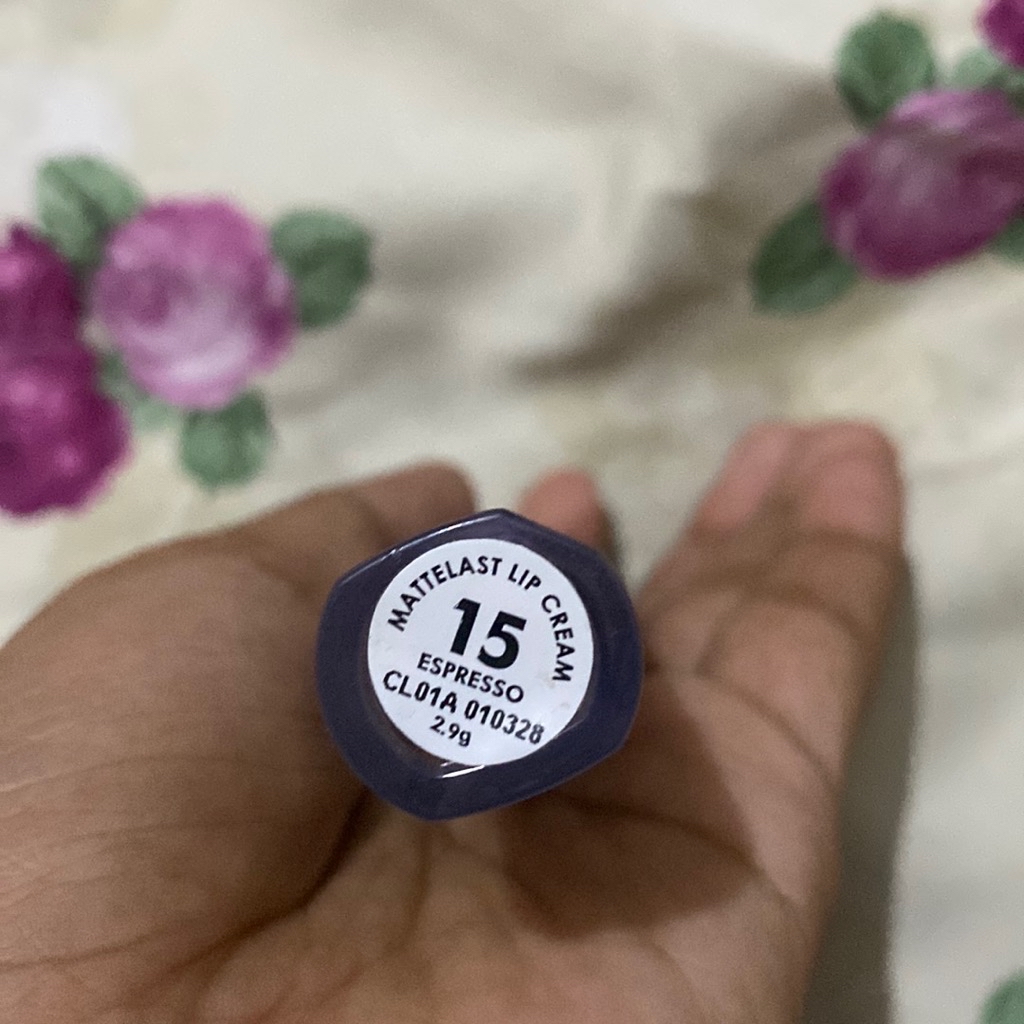 MATTELAST LIP CREAM
15
ESPRESSO
CL01A 010328
2.9g